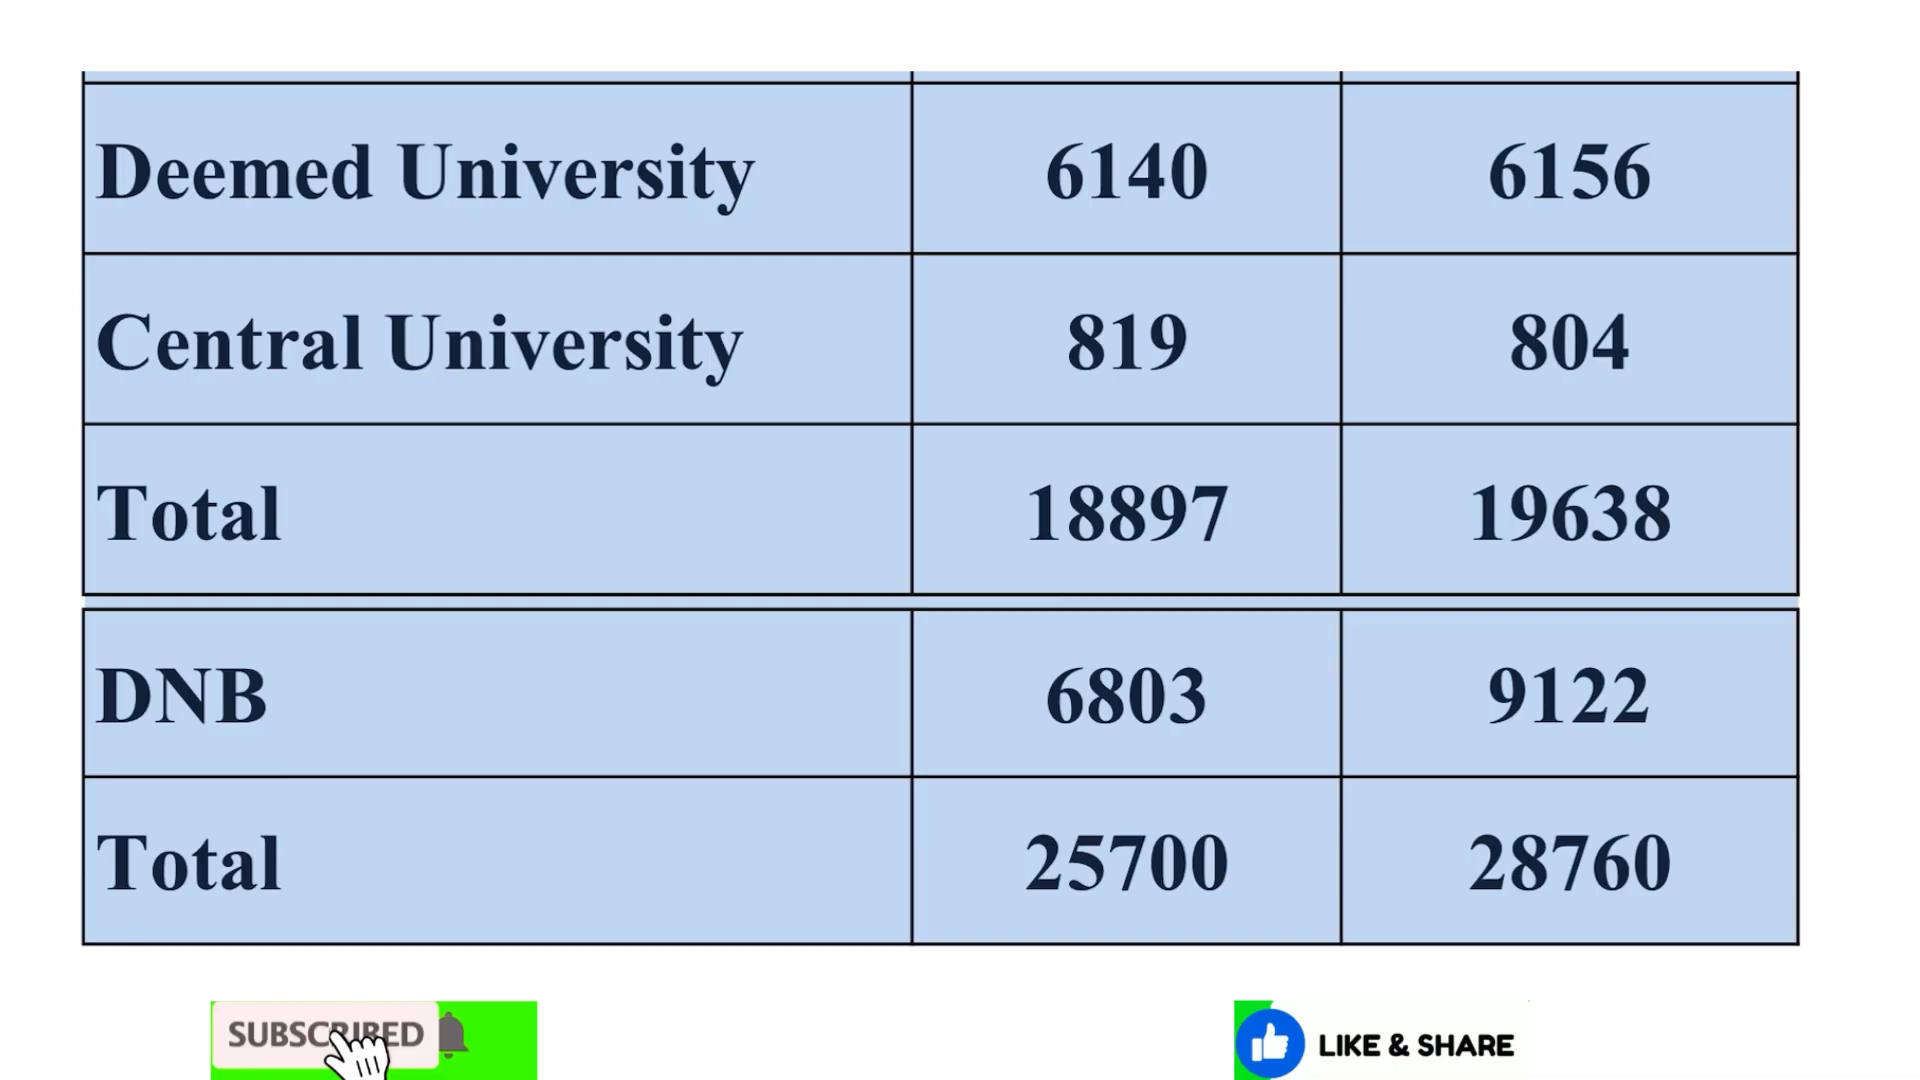 Deemed University 6140 6156
Central University 819 804
Total 18897 19638
DNB 6803 9122
Total 25700 28760
SUBSCRIBED
LIKE & SHARE